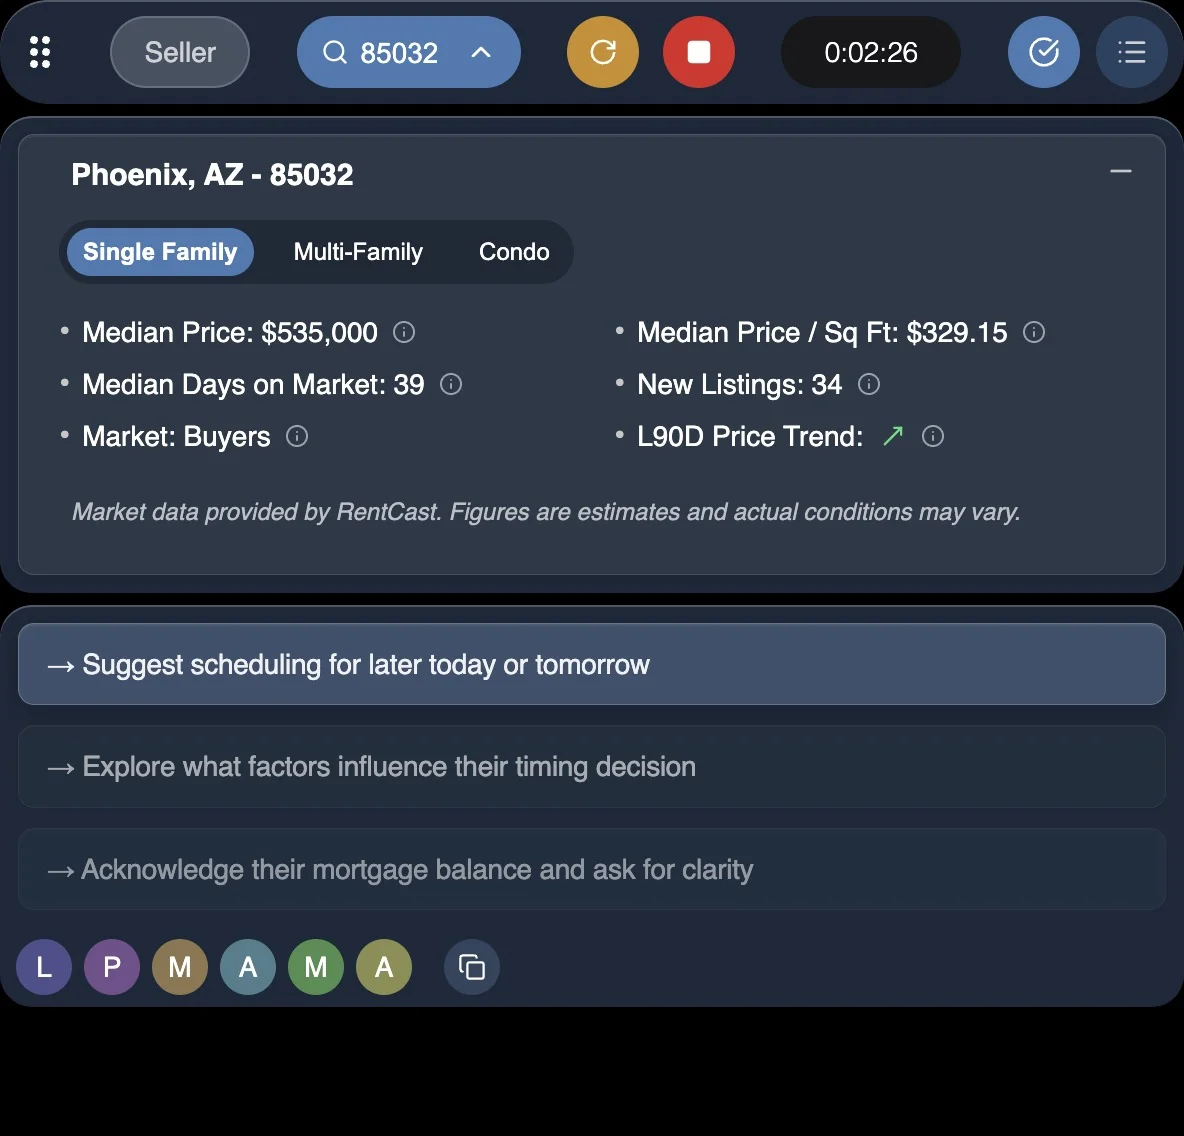 Seller
85032
0:02:26
Phoenix, AZ - 85032
Single Family
Multi-Family
Condo
• Median Price: $535,000
• Median Price / Sq Ft: $329.15
• Median Days on Market: 39
• New Listings: 34
• Market: Buyers
• L90D Price Trend: ↗
Market data provided by RentCast. Figures are estimates and actual conditions may vary.
→ Suggest scheduling for later today or tomorrow
→ Explore what factors influence their timing decision
→ Acknowledge their mortgage balance and ask for clarity
L P M A M A